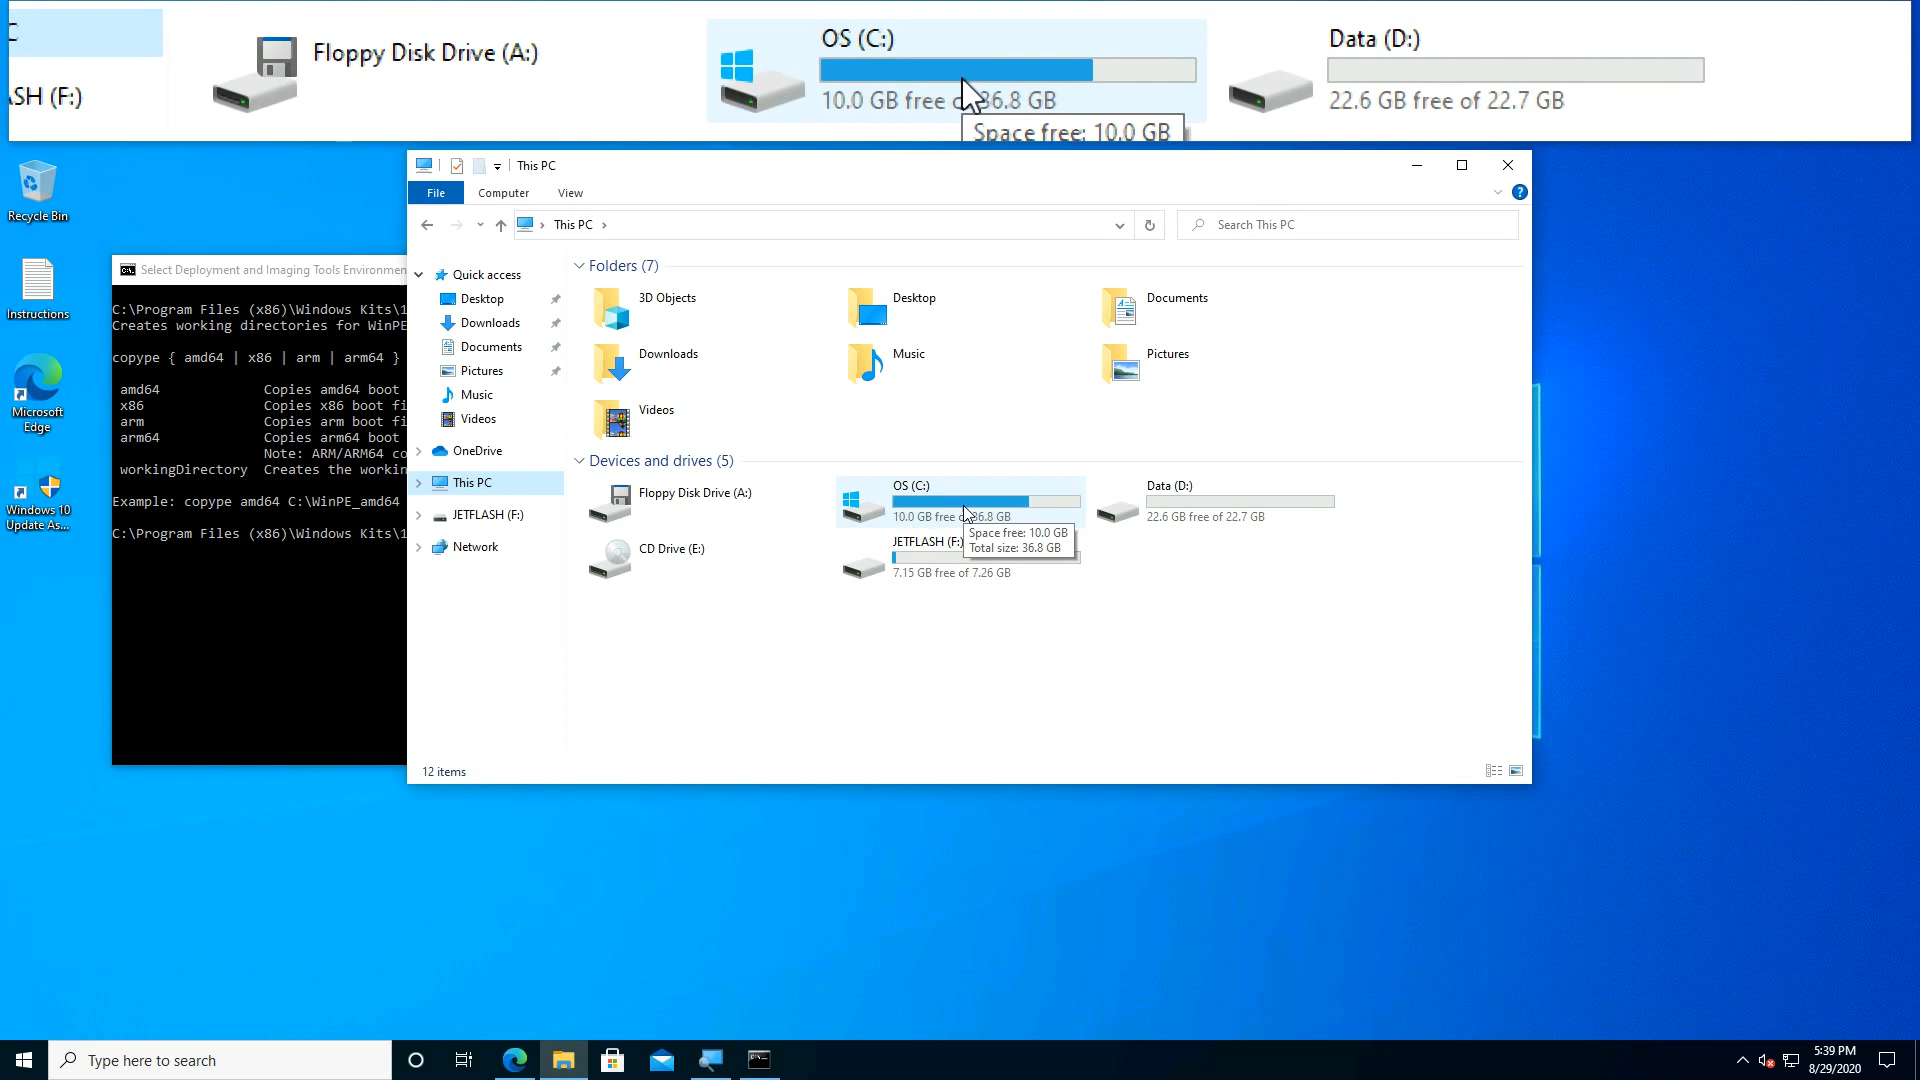 C
ASH (F:)
Floppy Disk Drive (A:)
OS (C:)
Space free: 10.0 GB
Data (D:)
22.6 GB free of 22.7 GB
10.0 GB free 36.8 GB
Recycle Bin
Instructions
Microsoft
Edge
Windows 10
Update As...
Select Deployment and Imaging Tools Environmen
C:\Program Files (x86)\Windows Kits\1
Creates working directories for WinPE
copype { amd64 | x86 | arm | arm64 }
amd64 Copies amd64 boot
x86 Copies x86 boot fi
arm Copies arm boot fi
arm64 Copies arm64 boot
Note: ARM/ARM64 co
workingDirectory Creates the workin
Example: copype amd64 C:\WinPE_amd64
C:\Program Files (x86)\Windows Kits\1
This PC
File Computer View
This PC
Search This PC
Quick access
Desktop
Downloads
Documents
Pictures
Music
Videos
OneDrive
This PC
JETFLASH (F:)
Network
Folders (7)
3D Objects
Desktop
Documents
Downloads
Music
Pictures
Videos
Devices and drives (5)
Floppy Disk Drive (A:)
OS (C:)
10.0 GB free 36.8 GB
Data (D:)
22.6 GB free of 22.7 GB
Space free: 10.0 GB
Total size: 36.8 GB
CD Drive (E:)
JETFLASH (F:)
7.15 GB free of 7.26 GB
12 items
Type here to search
5:39 PM
8/29/2020